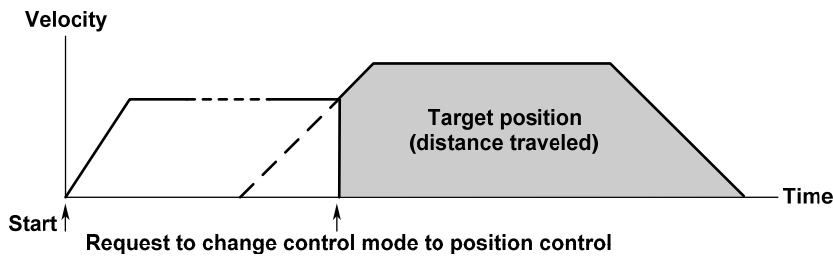 Velocity
Target position
(distance traveled)
Time
Start
Request to change control mode to position control